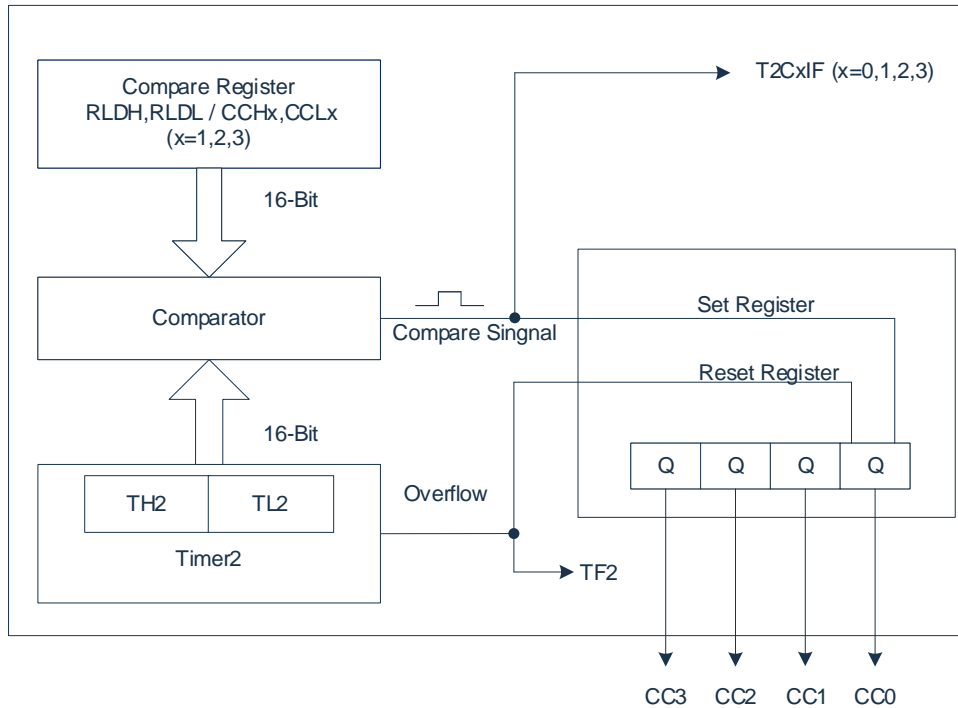 Compare Register
RLDH,RLDL / CCHx,CCLx
(x=1,2,3)
T2CxIF (x=0,1,2,3)
16-Bit
Comparator
Compare Singnal
Set Register
Reset Register
16-Bit
Q Q Q Q
TH2 TL2
Overflow
Timer2
TF2
CC3 CC2 CC1 CC0